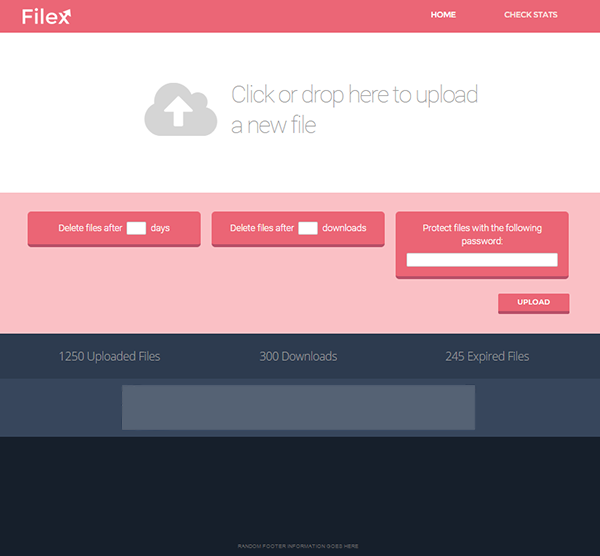 Filex
HOME
CHECK STATS
Click or drop here to upload
a new file
Delete files after days
Delete files after downloads
Protect files with the following
password:
UPLOAD
1250 Uploaded Files
300 Downloads
245 Expired Files
RANDOM FOOTER INFORMATION GOES HERE